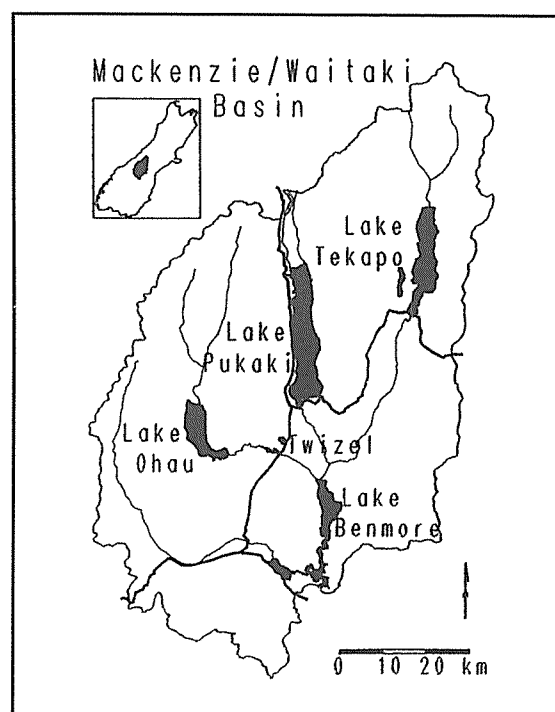 Mackenzie/Waitaki
Basin
Lake
Tekapo
Lake
Pukaki
Lake
Ohau
Twizel
Lake
Benmore
0 10 20 km